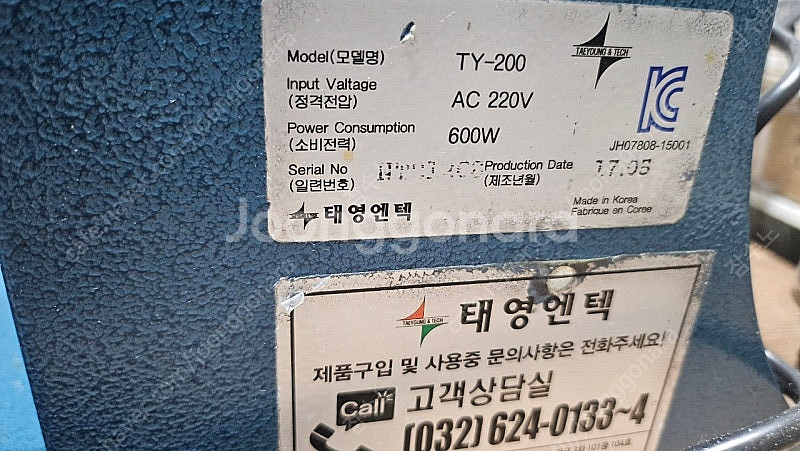 Model(모델명) TY-200
TAEYOUNG & TECH
Input Valtage
(정격전압) AC 220V
Power Consumption
(소비전력) 600W
KC
JH07808-15001
Serial No
(일련번호)
Production Date 17.05
(제조년월)
태영엔텍
Made in Korea
Fabrique en Coree
Joonggonara
TAEYOUNG & TECH
태영엔텍
제품구입 및 사용중 문의사항은 전화주세요!
Call
고객상담실
(032)624-0133~4